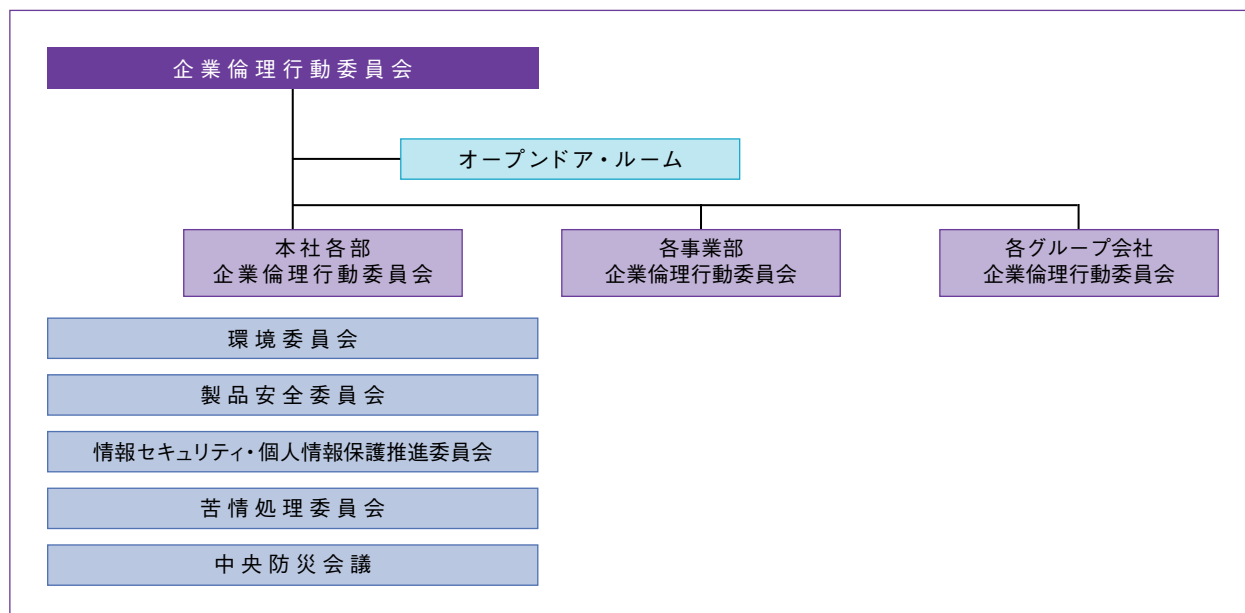 企業倫理行動委員会
オープンドア・ルーム
本社各部
企業倫理行動委員会
各事業部
企業倫理行動委員会
各グループ会社
企業倫理行動委員会
環境委員会
製品安全委員会
情報セキュリティ・個人情報保護推進委員会
苦情処理委員会
中央防災会議